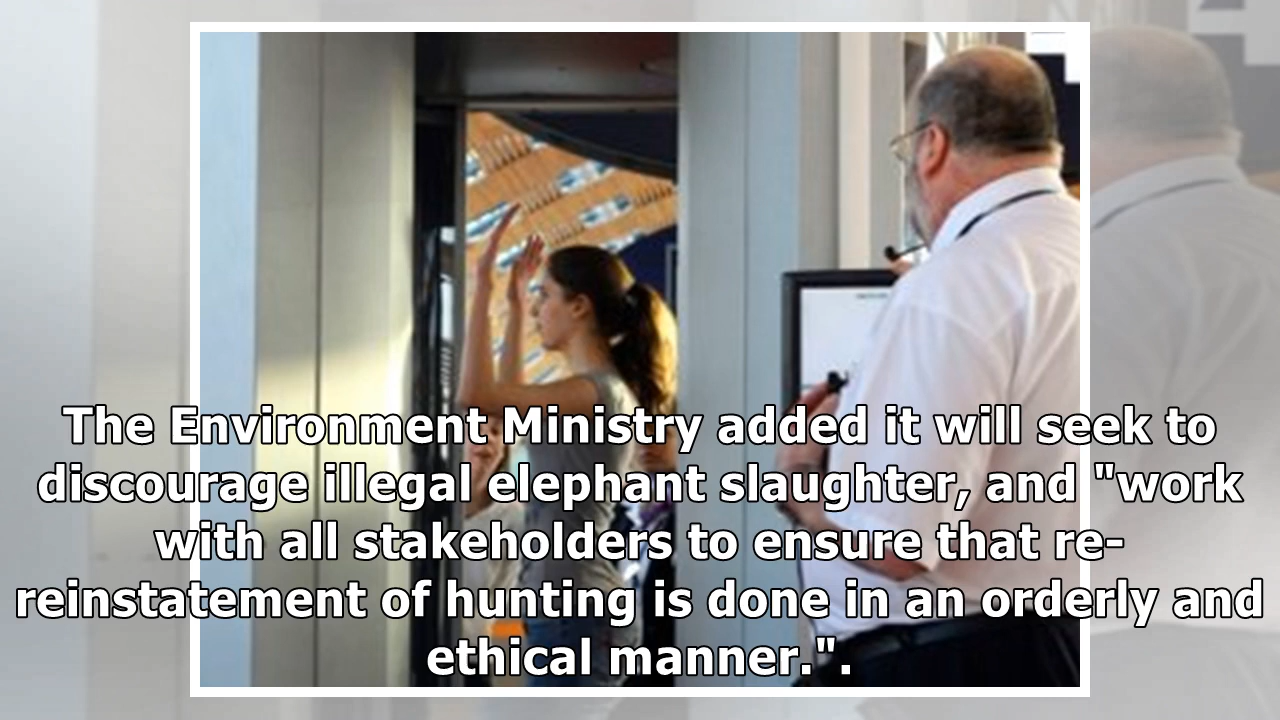 The Environment Ministry added it will seek to
discourage illegal elephant slaughter, and "work
with all stakeholders to ensure that re-
reinstatement of hunting is done in an orderly and
ethical manner.".